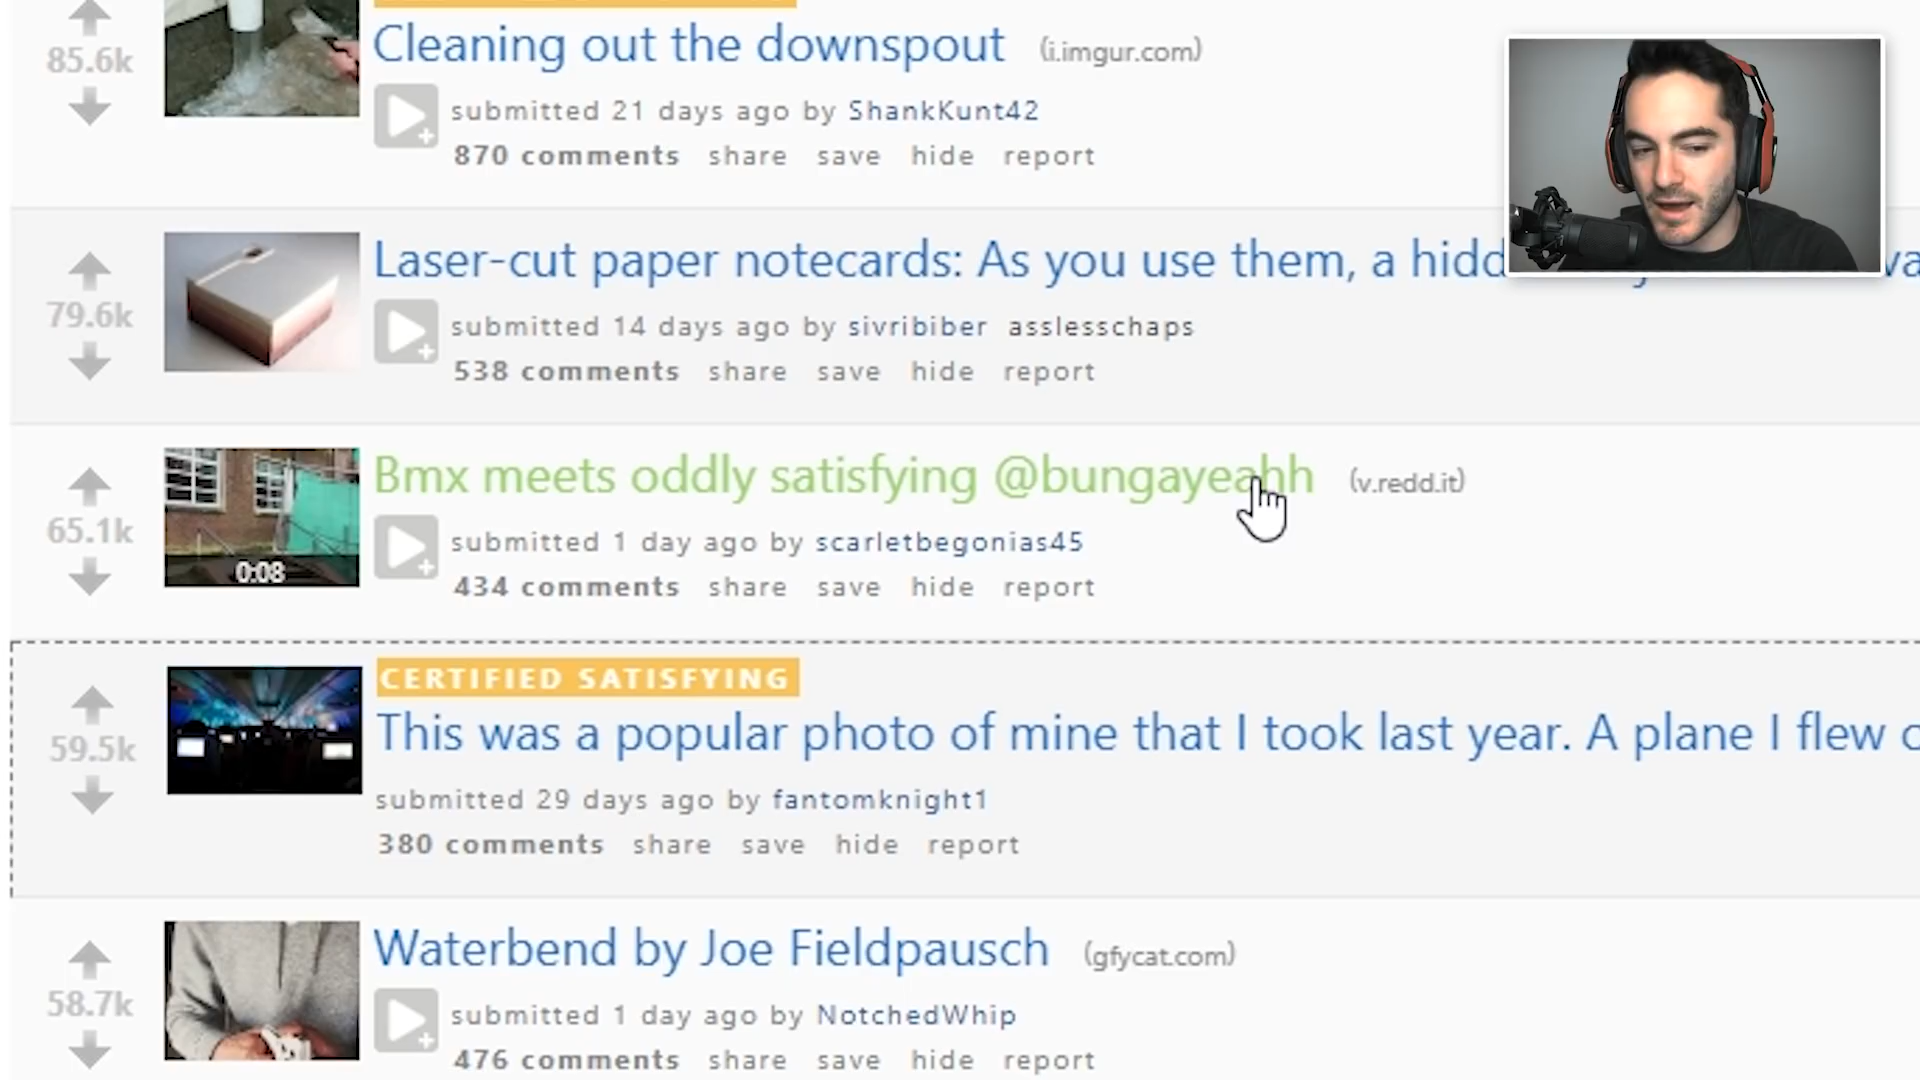 85.6k
Cleaning out the downspout (i.imgur.com)
submitted 21 days ago by ShankKunt42
870 comments share save hide report
79.6k
Laser-cut paper notecards: As you use them, a
submitted 14 days ago by sivribiber asslesschaps
538 comments share save hide report
65.1k
Bmx meets oddly satisfying @bungayeahh (v.redd.it)
0:08
submitted 1 day ago by scarletbegonias45
434 comments share save hide report
CERTIFIED SATISFYING
59.5k
This was a popular photo of mine that I took last year. A plane I flew
submitted 29 days ago by fantomknight1
380 comments share save hide report
58.7k
Waterbend by Joe Fieldpausch (gfycat.com)
submitted 1 day ago by NotchedWhip
476 comments share save hide report